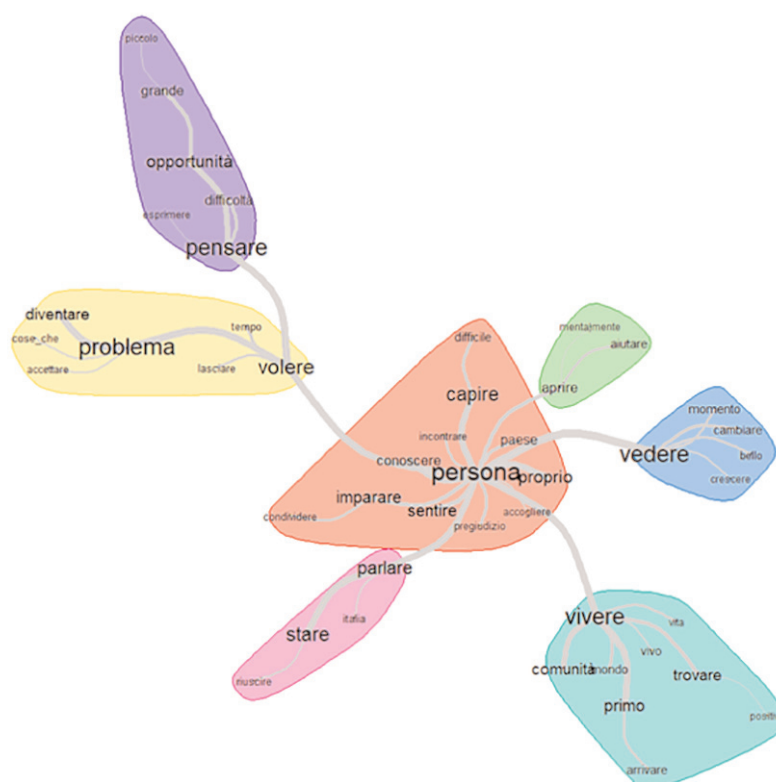 piccolo
grande
opportunità
difficoltà
esprimere
pensare
diventare
tempo
cose_che
problema
accettare
lasciare
volere
difficile
mentalmente
aiutare
capire
aprire
incontrare
paese
momento
cambiare
vedere
bello
conoscere
persona
proprio
crescere
imparare
sentire
accogliere
condividere
pregiudizio
parlare
italia
stare
riuscire
vivere
vita
vivo
comunità
mondo
trovare
primo
arrivare